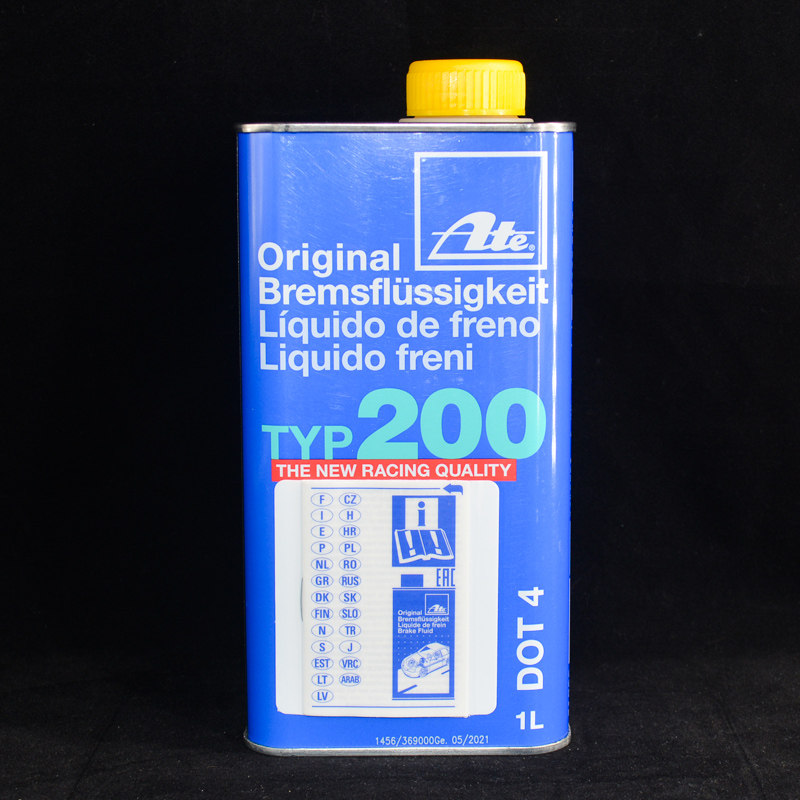 Ate®
Original
Bremsflüssigkeit
Líquido de freno
Liquido freni
TYP 200
THE NEW RACING QUALITY
F CZ
I H
E HR
P PL
NL RO
GR RUS
DK SK
FIN SLO
N TR
S J
EST VRC
LT ARAB
LV
i
EAC
Ate
Original
Bremsflüssigkeit
Liquide de frein
Brake Fluid
1L DOT 4
1456/369000Ge. 05/2021